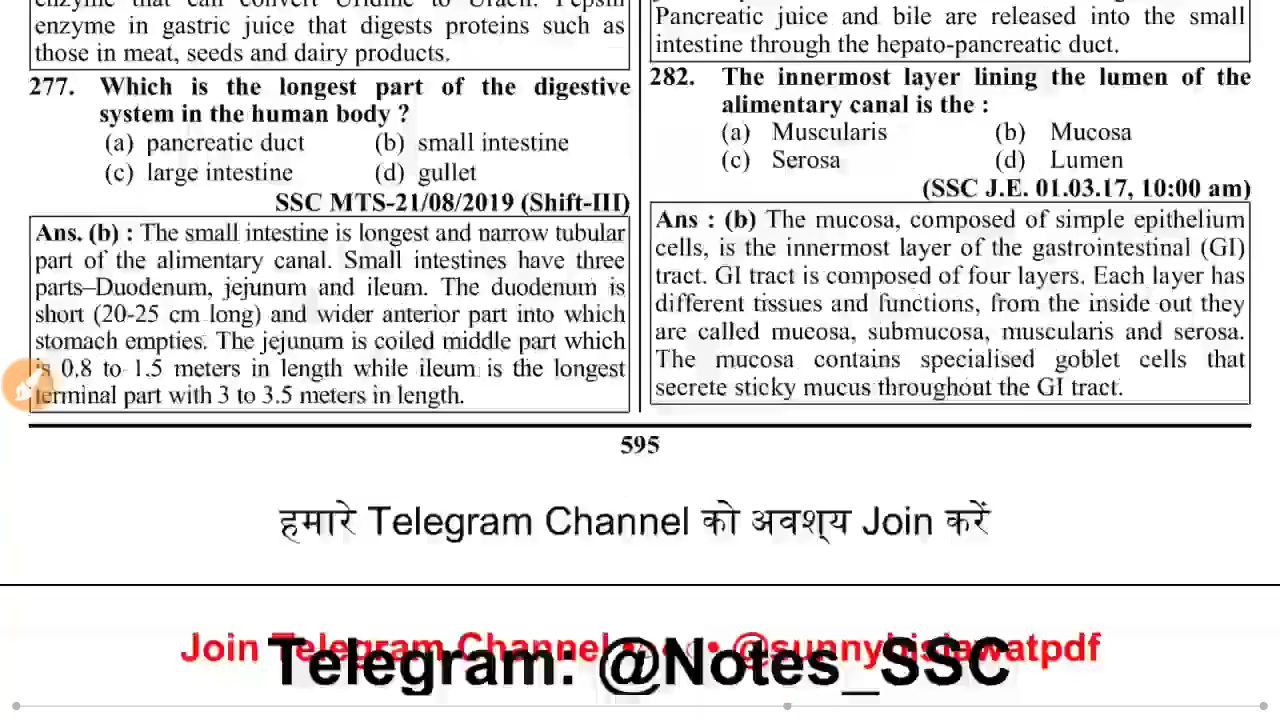 enzyme in gastric juice that digests proteins such as
those in meat, seeds and dairy products.
277. Which is the longest part of the digestive
system in the human body ?
(a) pancreatic duct (b) small intestine
(c) large intestine (d) gullet
SSC MTS-21/08/2019 (Shift-III)
Ans. (b) : The small intestine is longest and narrow tubular
part of the alimentary canal. Small intestines have three
parts–Duodenum, jejunum and ileum. The duodenum is
short (20-25 cm long) and wider anterior part into which
stomach empties. The jejunum is coiled middle part which
is 0.8 to 1.5 meters in length while ileum is the longest
terminal part with 3 to 3.5 meters in length.
Pancreatic juice and bile are released into the small
intestine through the hepato-pancreatic duct.
282. The innermost layer lining the lumen of the
alimentary canal is the :
(a) Muscularis (b) Mucosa
(c) Serosa (d) Lumen
(SSC J.E. 01.03.17, 10:00 am)
Ans : (b) The mucosa, composed of simple epithelium
cells, is the innermost layer of the gastrointestinal (GI)
tract. GI tract is composed of four layers. Each layer has
different tissues and functions, from the inside out they
are called mucosa, submucosa, muscularis and serosa.
The mucosa contains specialised goblet cells that
secrete sticky mucus throughout the GI tract.
595
हमारे Telegram Channel को अवश्य Join करें
Join Telegram Channel
Telegram: @Notes_SSC